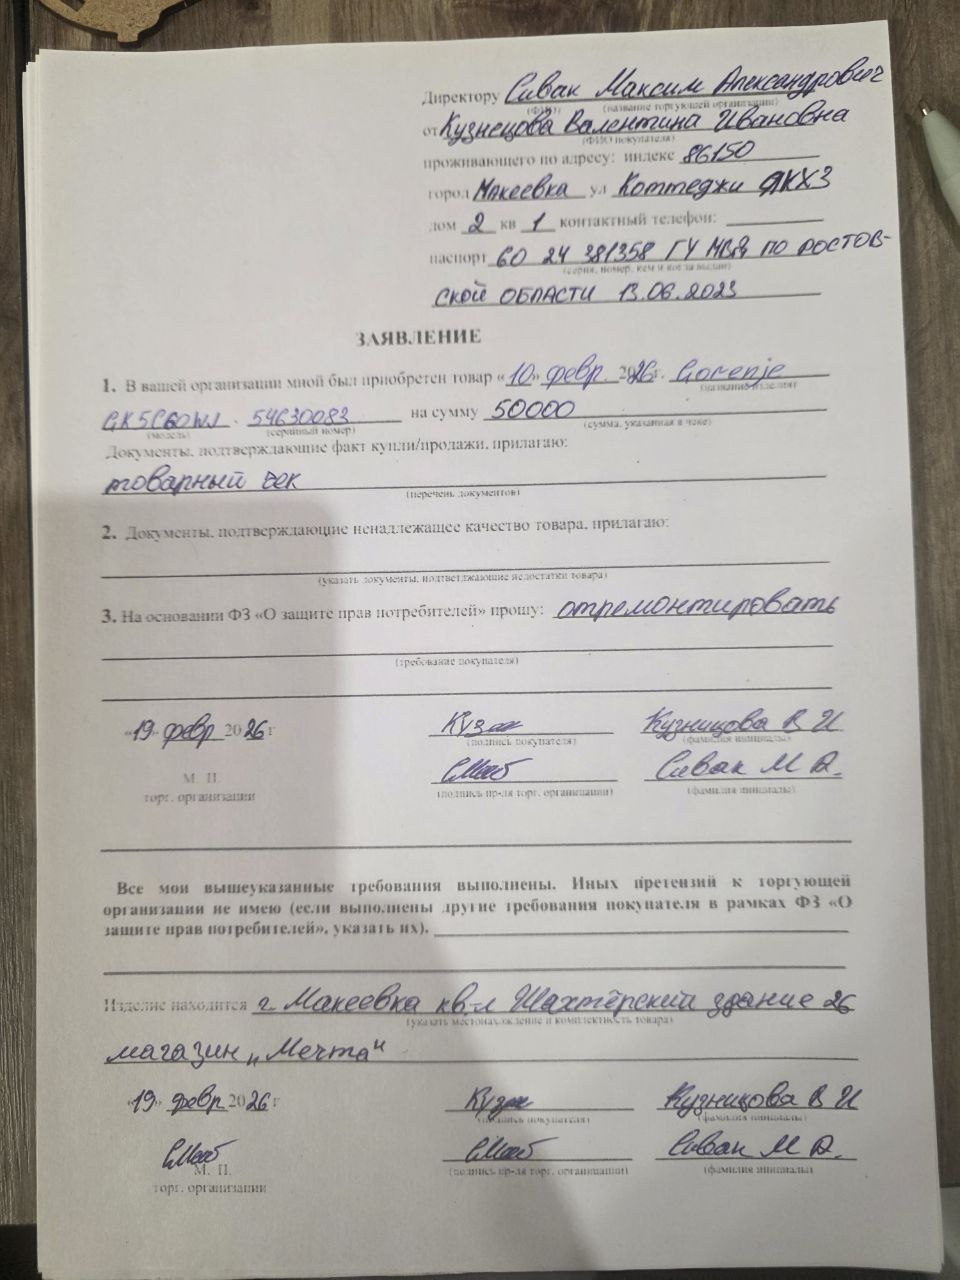 Директору Сивак Максим Александрович
(ФИО) (название торгующей организации)
от Кузнецова Валентина Ивановна
(ФИО покупателя)
проживающего по адресу: индекс 86150
город Макеевка ул Коттеджи ДКХЗ
дом 2 кв 1 контактный телефон:
паспорт 60 24 381358 ГУ МВД ПО РОСТОВ-
(серия, номер, кем и когда выдан)
СКОЙ ОБЛАСТИ 13.06.2023
ЗАЯВЛЕНИЕ
1. В вашей организации мной был приобретен товар «10» февр 2026г. Gorenje
(название изделия)
GK5C60WJ . 54630083 на сумму 50000
(модель) (серийный номер) (сумма, указанная в чеке)
Документы, подтверждающие факт купли/продажи, прилагаю:
товарный чек
(перечень документов)
2. Документы, подтверждающие ненадлежащее качество товара, прилагаю:
(указать документы, подтверджающие недостатки товара)
3. На основании ФЗ «О защите прав потребителей» прошу: отремонтировать
(требование покупателя)
«19» февр 2026г Кузницова В И
(подпись покупателя) (фамилия инициалы)
М. П. Сивак М А.
торг. организации (подпись пр-ля торг. организации) (фамилия инициалы)
Все мои вышеуказанные требования выполнены. Иных претензий к торгующей
организации не имею (если выполнены другие требования покупателя в рамках ФЗ «О
защите прав потребителей», указать их).
Изделие находится г. Макеевка кв-л Шахтёрский здание 26
(указать местонахождение и комплектность товара)
магазин „Мечта"
«19» февр 2026 г Кузницова В И
(подпись покупателя) (фамилия инициалы)
Сивак М А.
М. П. (подпись пр-ля торг. организации) (фамилия инициалы)
торг. организации